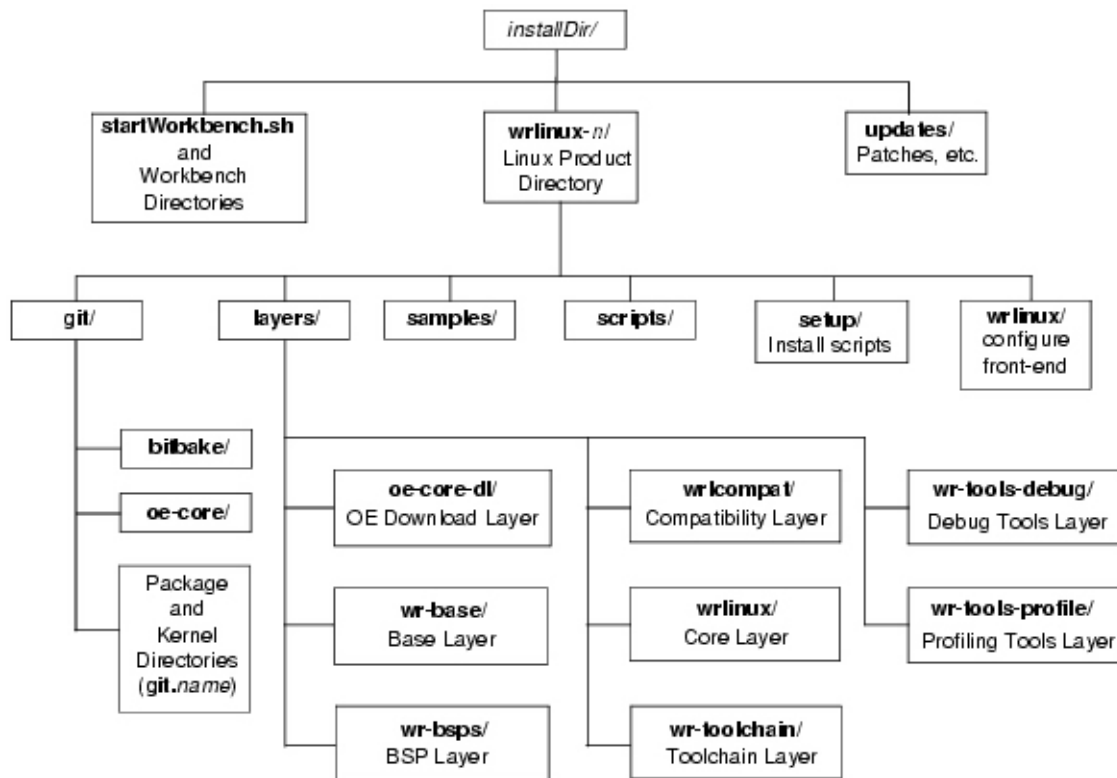 installDir/
startWorkbench.sh
and
Workbench
Directories
wrlinux-n/
Linux Product
Directory
updates/
Patches, etc.
git/
layers/
samples/
scripts/
setup/
Install scripts
wrlinux/
configure
front-end
bitbake/
oe-core/
Package
and
Kernel
Directories
(git.name)
oe-core-dl/
OE Download Layer
wr-base/
Base Layer
wr-bsps/
BSP Layer
wrlcompat/
Compatibility Layer
wrlinux/
Core Layer
wr-toolchain/
Toolchain Layer
wr-tools-debug/
Debug Tools Layer
wr-tools-profile/
Profiling Tools Layer